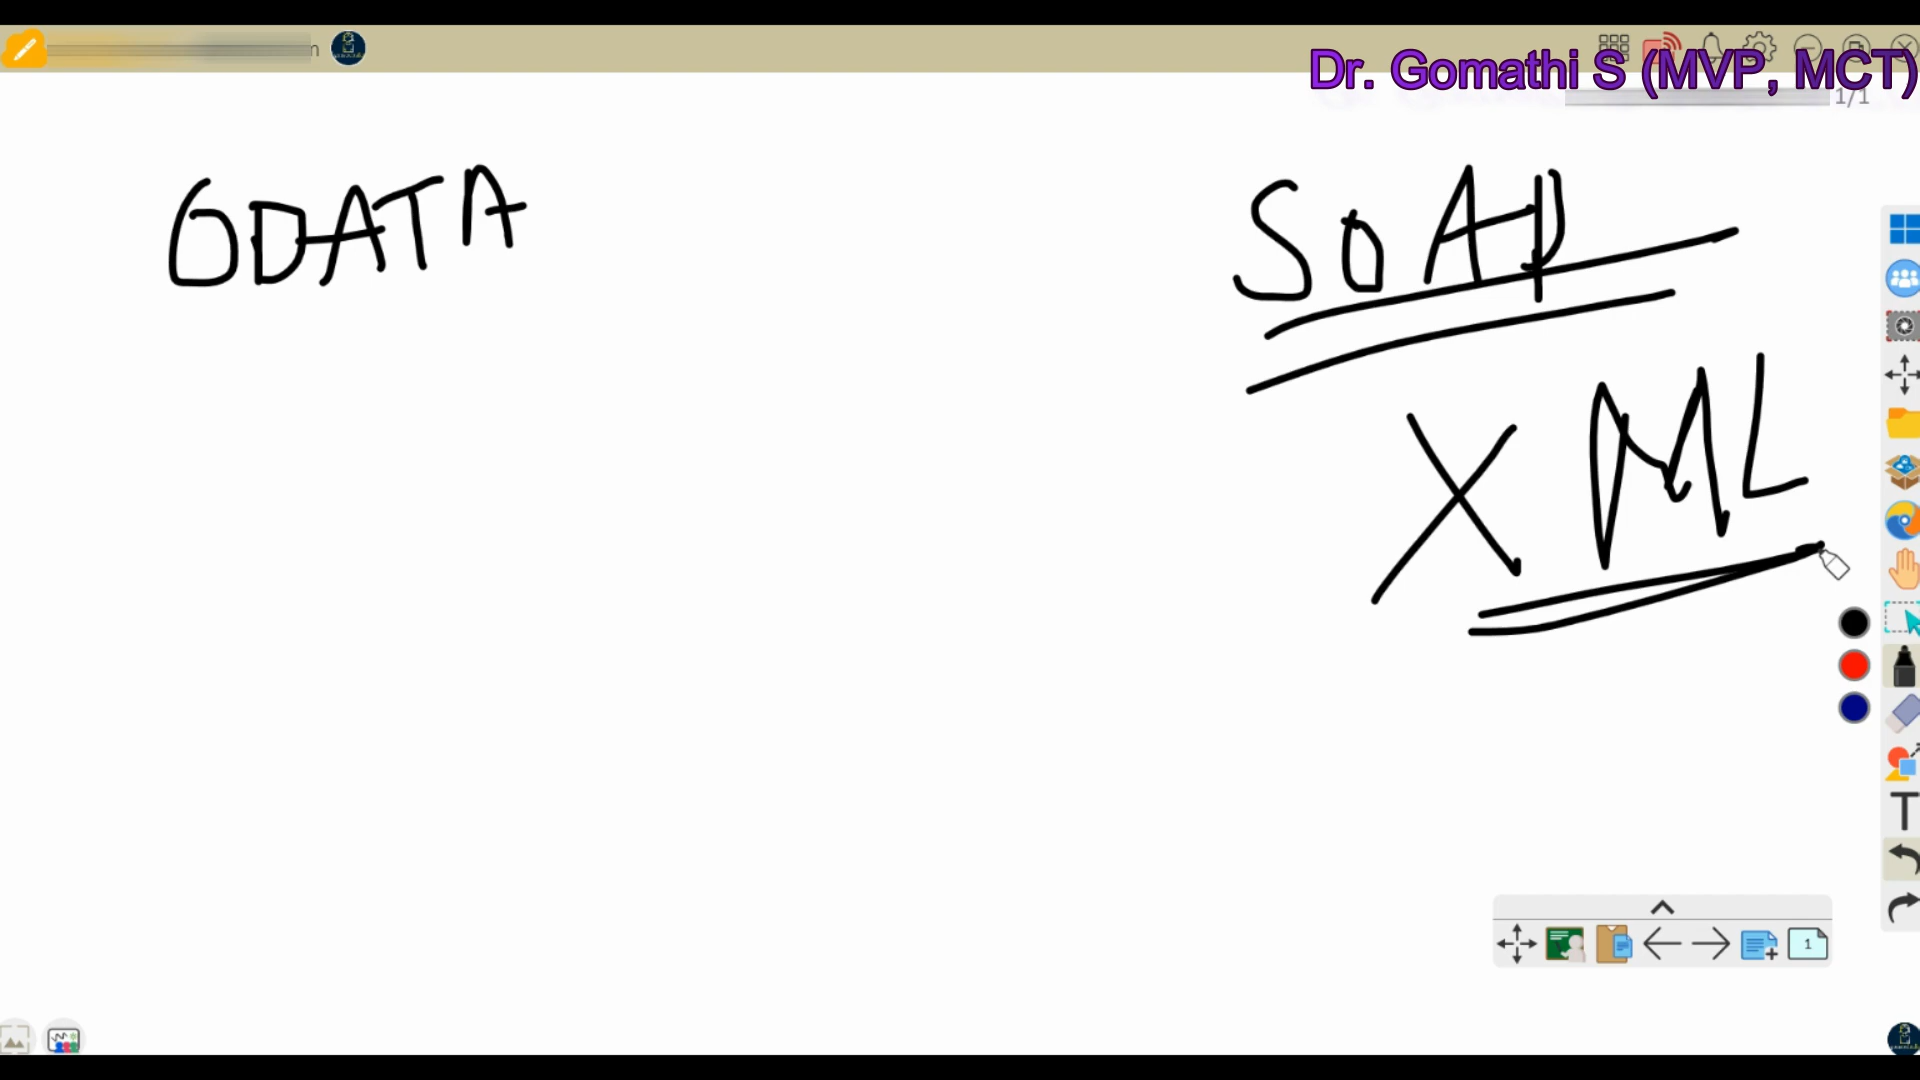 Dr. Gomathi S (MVP, MCT)
1/1
ODATA
SOAP
XML
T
1